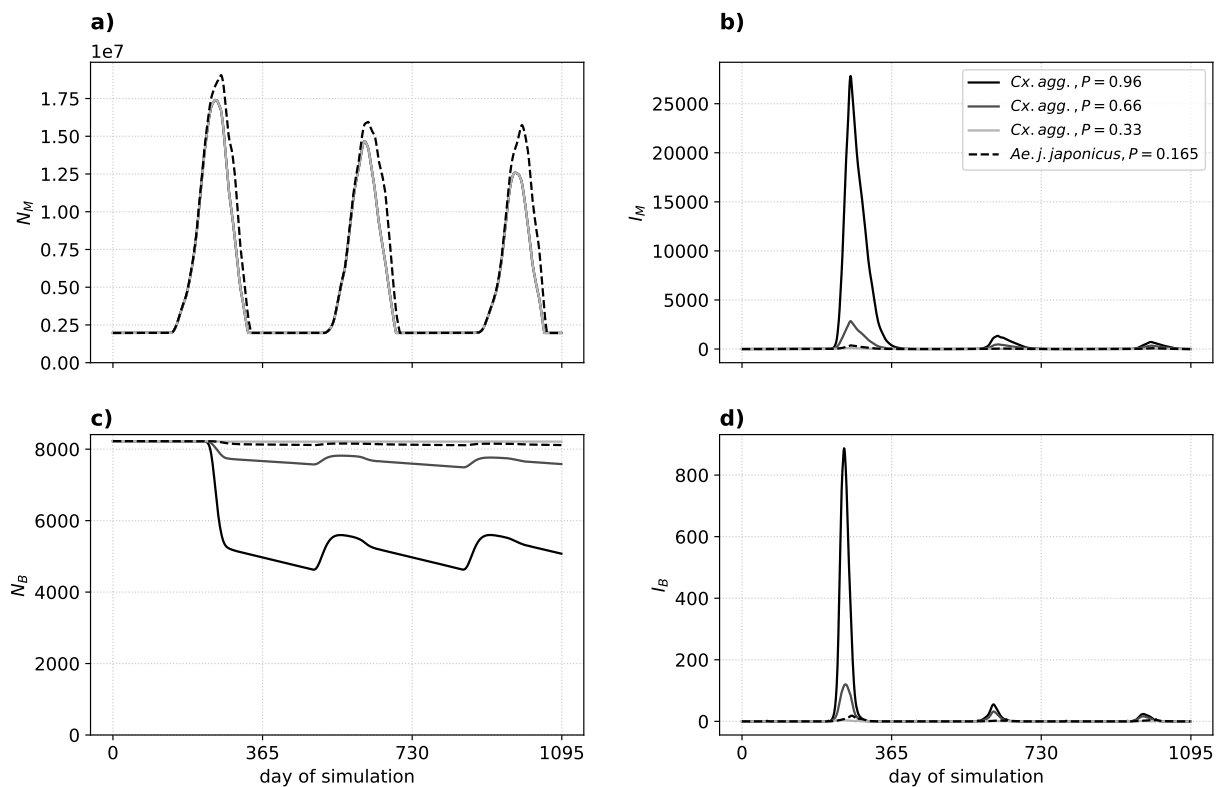 a)
1e7
1.75
1.50
1.25
1.00
0.75
0.50
0.25
0.00
N_M
b)
25000
20000
15000
10000
5000
0
I_M
Cx. agg., P = 0.96
Cx. agg., P = 0.66
Cx. agg., P = 0.33
Ae. j. japonicus, P = 0.165
c)
8000
6000
4000
2000
0
N_B
0 365 730 1095
day of simulation
d)
800
600
400
200
0
I_B
0 365 730 1095
day of simulation